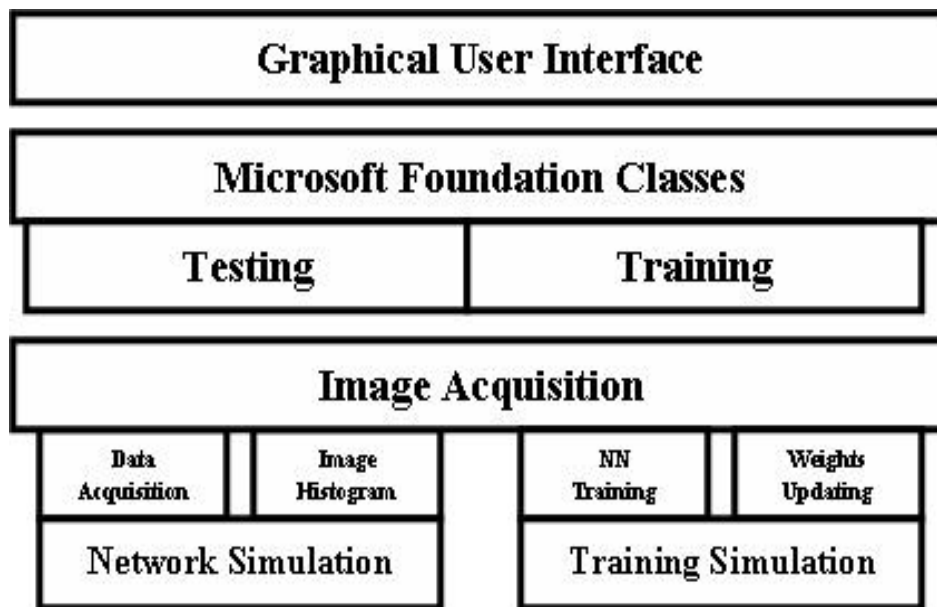 Graphical User Interface
Microsoft Foundation Classes
Testing
Training
Image Acquisition
Data
Acquisition
Image
Histogram
NN
Training
Weights
Updating
Network Simulation
Training Simulation